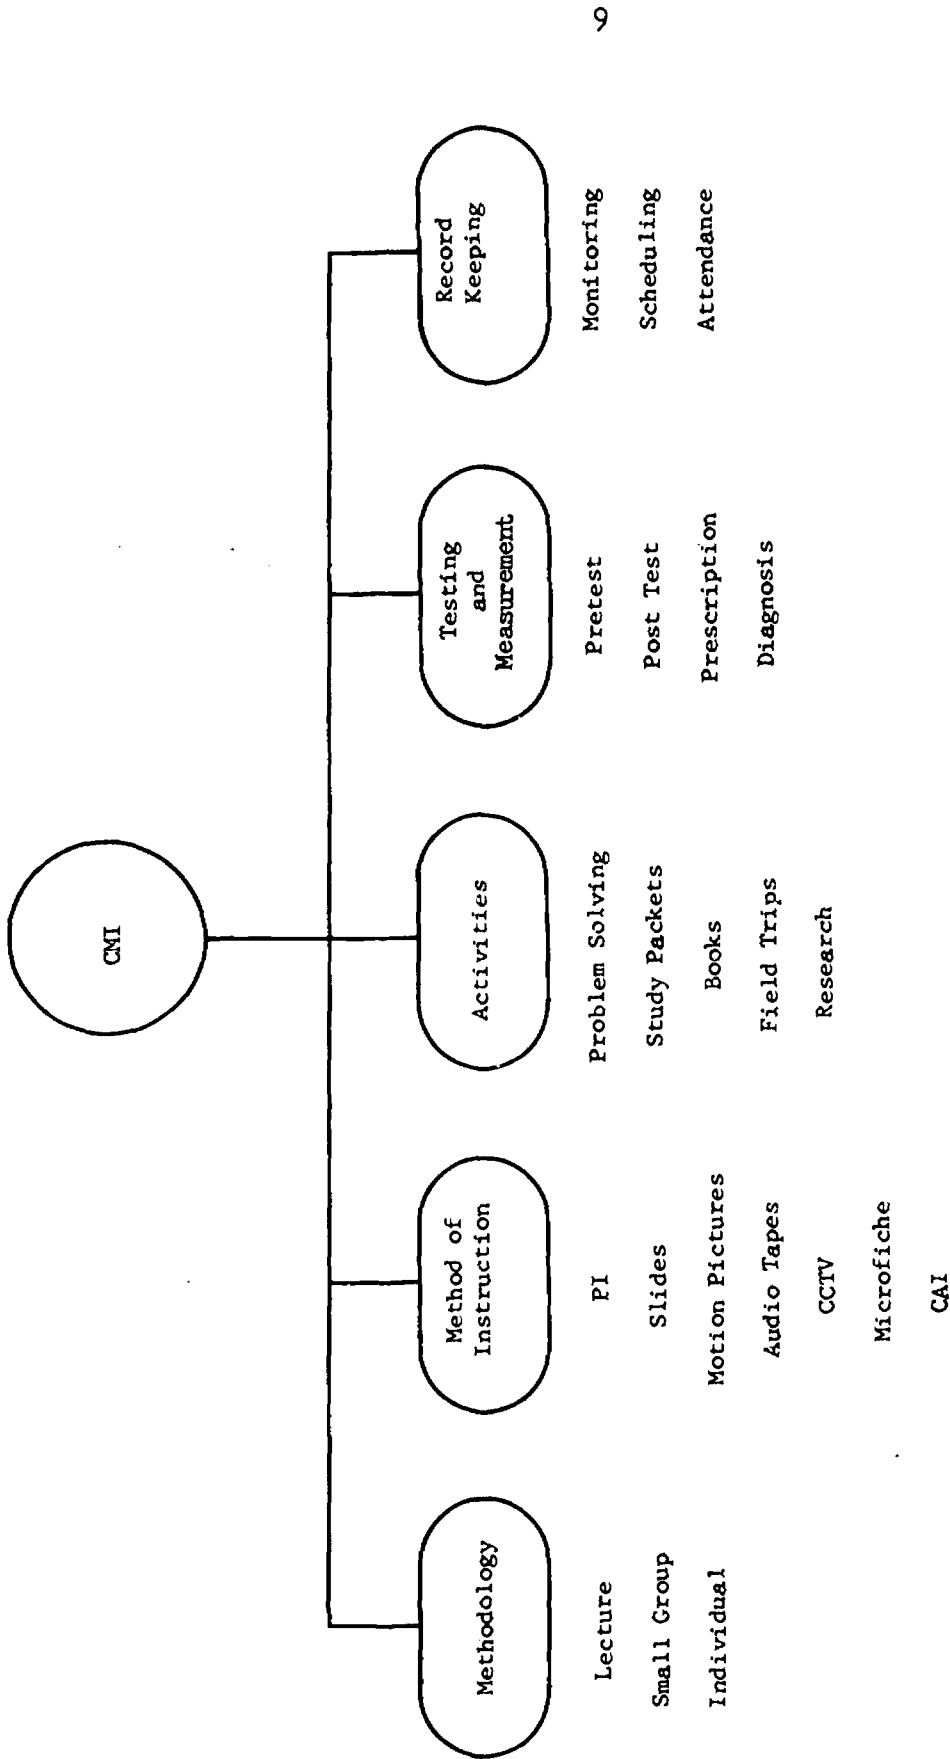 9
CMI
Methodology
Lecture
Small Group
Individual
Method of
Instruction
PI
Slides
Motion Pictures
Audio Tapes
CCTV
Microfiche
CAI
Activities
Problem Solving
Study Packets
Books
Field Trips
Research
Testing
and
Measurement
Pretest
Post Test
Prescription
Diagnosis
Record
Keeping
Monitoring
Scheduling
Attendance